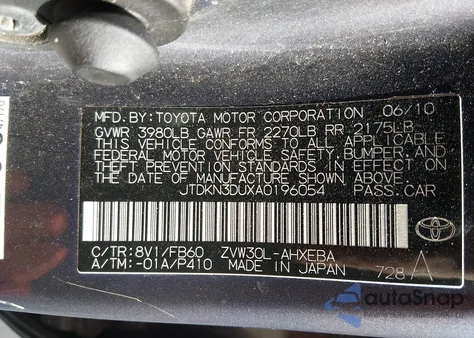 MFD. BY: TOYOTA MOTOR CORPORATION 06/10
GVWR 3980LB GAWR FR 2270LB RR 2175LB
THIS VEHICLE CONFORMS TO ALL APPLICABLE
FEDERAL MOTOR VEHICLE SAFETY, BUMPER, AND
THEFT PREVENTION STANDARDS IN EFFECT ON
THE DATE OF MANUFACTURE SHOWN ABOVE.
JTDKN3DUXA0196054 PASS. CAR
C/TR: 8V1/FB60 ZVW30L-AHXEBA
A/TM: -01A/P410 MADE IN JAPAN 728 A
autoSnap